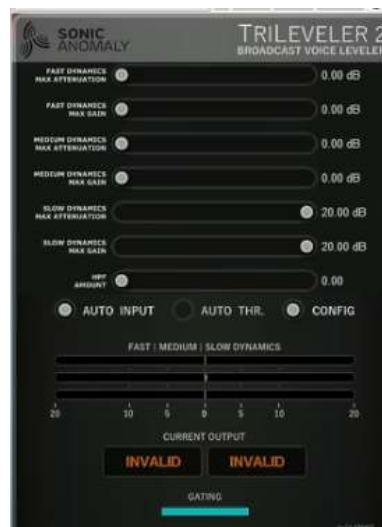 SONIC
ANOMALY
TRILEVELER 2
BROADCAST VOICE LEVELER
FAST DYNAMICS
MAX ATTENUATION
0.00 dB
FAST DYNAMICS
MAX GAIN
0.00 dB
MEDIUM DYNAMICS
MAX ATTENUATION
0.00 dB
MEDIUM DYNAMICS
MAX GAIN
0.00 dB
SLOW DYNAMICS
MAX ATTENUATION
20.00 dB
SLOW DYNAMICS
MAX GAIN
20.00 dB
HPF
AMOUNT
0.00
AUTO INPUT AUTO THR. CONFIG
FAST | MEDIUM | SLOW DYNAMICS
20 10 5 0 5 10 20
CURRENT OUTPUT
INVALID INVALID
GATING